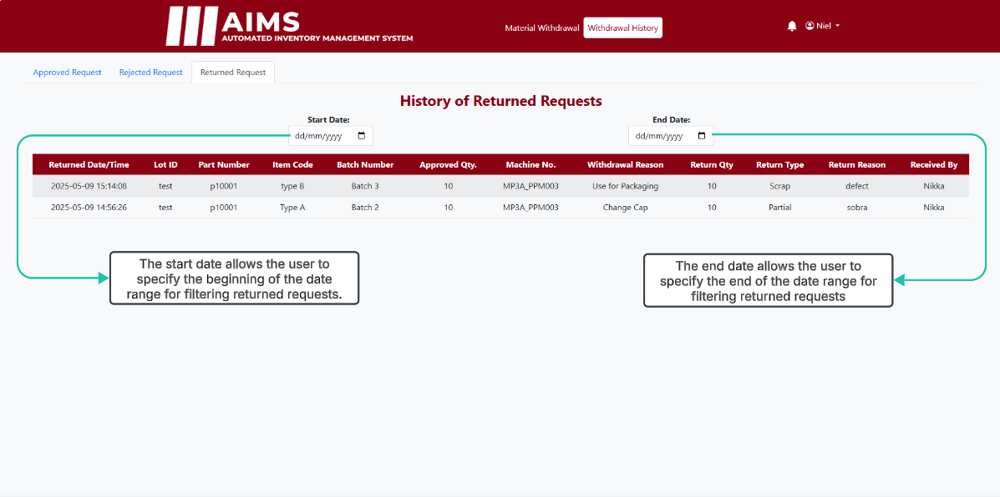 AIMS
AUTOMATED INVENTORY MANAGEMENT SYSTEM
Material Withdrawal Withdrawal History Niel
Approved Request Rejected Request Returned Request
History of Returned Requests
Start Date: End Date:
dd/mm/yyyy dd/mm/yyyy
Returned Date/Time Lot ID Part Number Item Code Batch Number Approved Qty. Machine No. Withdrawal Reason Return Qty Return Type Return Reason Received By
2025-05-09 15:14:08 test p10001 type B Batch 3 10 MP3A_PPM003 Use for Packaging 10 Scrap defect Nikka
2025-05-09 14:56:26 test p10001 Type A Batch 2 10 MP3A_PPM003 Change Cap 10 Partial sobra Nikka
The start date allows the user to
specify the beginning of the date
range for filtering returned requests.
The end date allows the user to
specify the end of the date range for
filtering returned requests